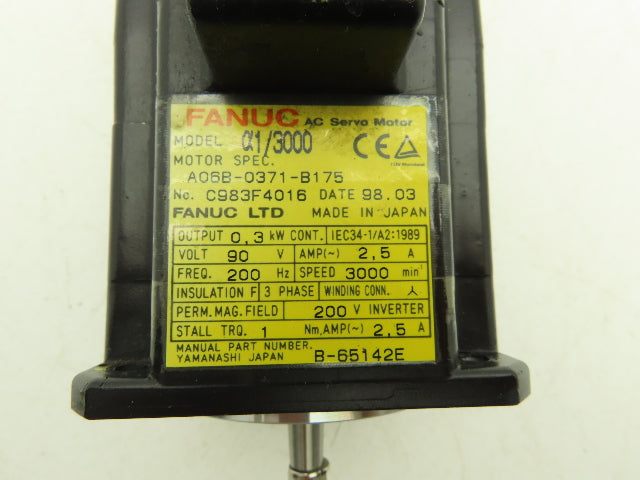 FANUC AC Servo Motor
MODEL α1/3000
MOTOR SPEC.
A06B-0371-B175
No. C983F4016 DATE 98.03
FANUC LTD MADE IN JAPAN
OUTPUT 0,3 kW CONT. IEC34-1/A2:1989
VOLT 90 V AMP(~) 2,5 A
FREQ. 200 Hz SPEED 3000 min⁻¹
INSULATION F 3 PHASE WINDING CONN. 人
PERM.MAG.FIELD 200 V INVERTER
STALL TRQ. 1 Nm,AMP(~) 2,5 A
MANUAL PART NUMBER.
YAMANASHI JAPAN B-65142E